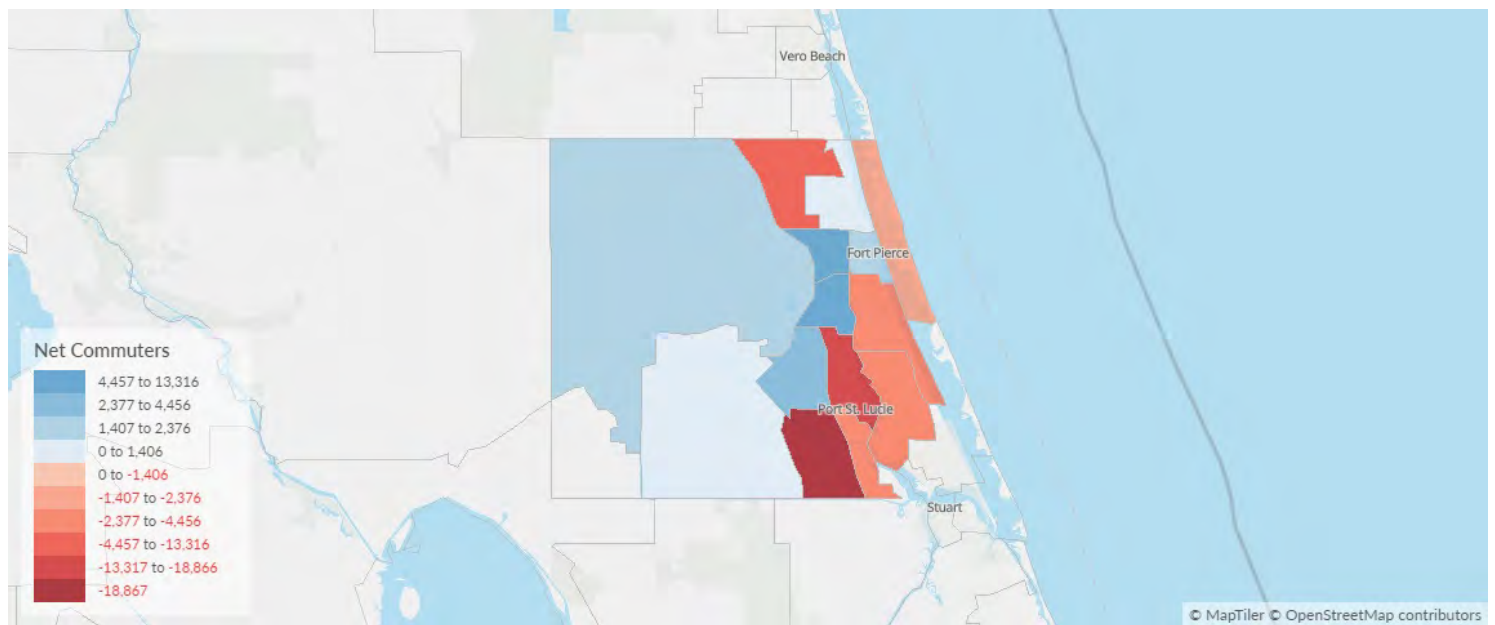 Vero Beach
Fort Pierce
Port St. Lucie
Stuart
Net Commuters
4,457 to 13,316
2,377 to 4,456
1,407 to 2,376
0 to 1,406
0 to -1,406
-1,407 to -2,376
-2,377 to -4,456
-4,457 to -13,316
-13,317 to -18,866
-18,867
© MapTiler © OpenStreetMap contributors